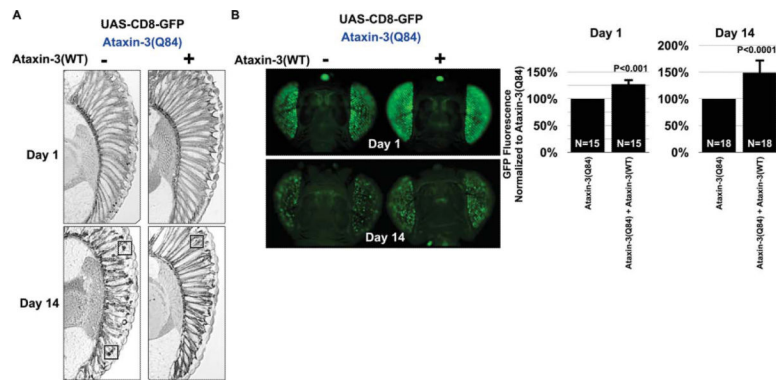 A
UAS-CD8-GFP
Ataxin-3(Q84)
Ataxin-3(WT) - +
Day 1
Day 14
B
UAS-CD8-GFP
Ataxin-3(Q84)
Ataxin-3(WT) - +
Day 1
Day 14
GFP Fluorescence
Normalized to Ataxin-3(Q84)
Day 1
200%
150%
125%
100%
50%
0%
P<0.001
N=15 N=15
Ataxin-3(Q84)
Ataxin-3(Q84) + Ataxin-3(WT)
Day 14
200%
150%
100%
50%
0%
P<0.0001
N=18 N=18
Ataxin-3(Q84)
Ataxin-3(Q84) + Ataxin-3(WT)